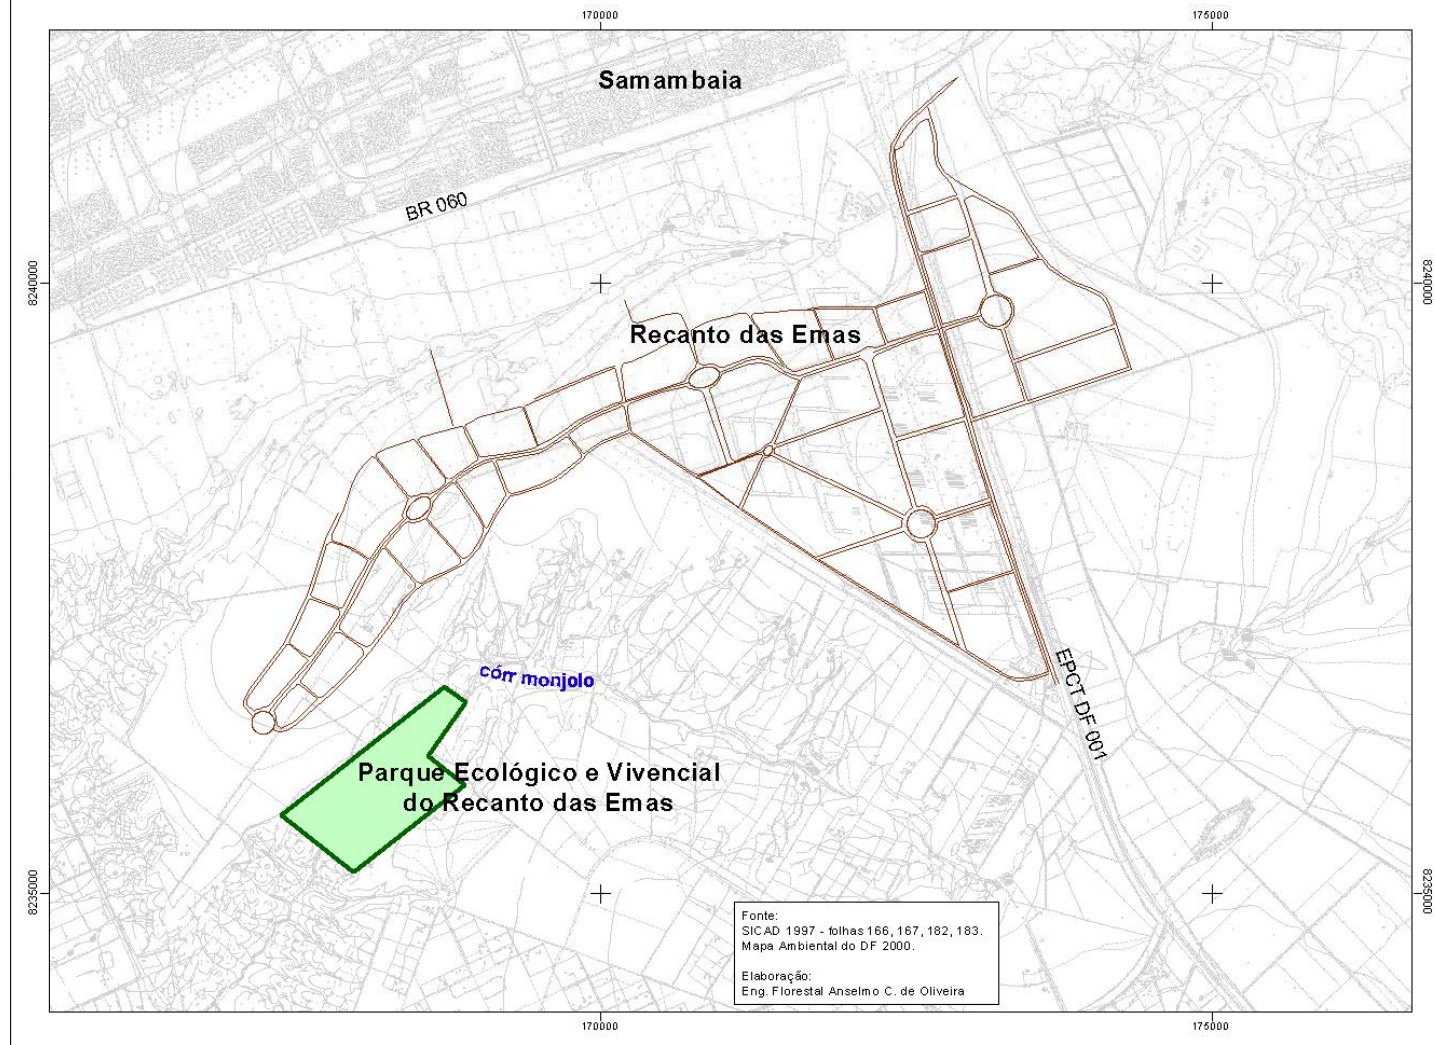 170000
175000
Samambaia
BR 060
8240000
8240000
Recanto das Emas
córr monjolo
EPCT DF 001
Parque Ecológico e Vivencial
do Recanto das Emas
8235000
8235000
Fonte:
SICAD 1997 - folhas 166, 167, 182, 183.
Mapa Ambiental do DF 2000.
Elaboração:
Eng. Florestal Anselmo C. de Oliveira
170000
175000